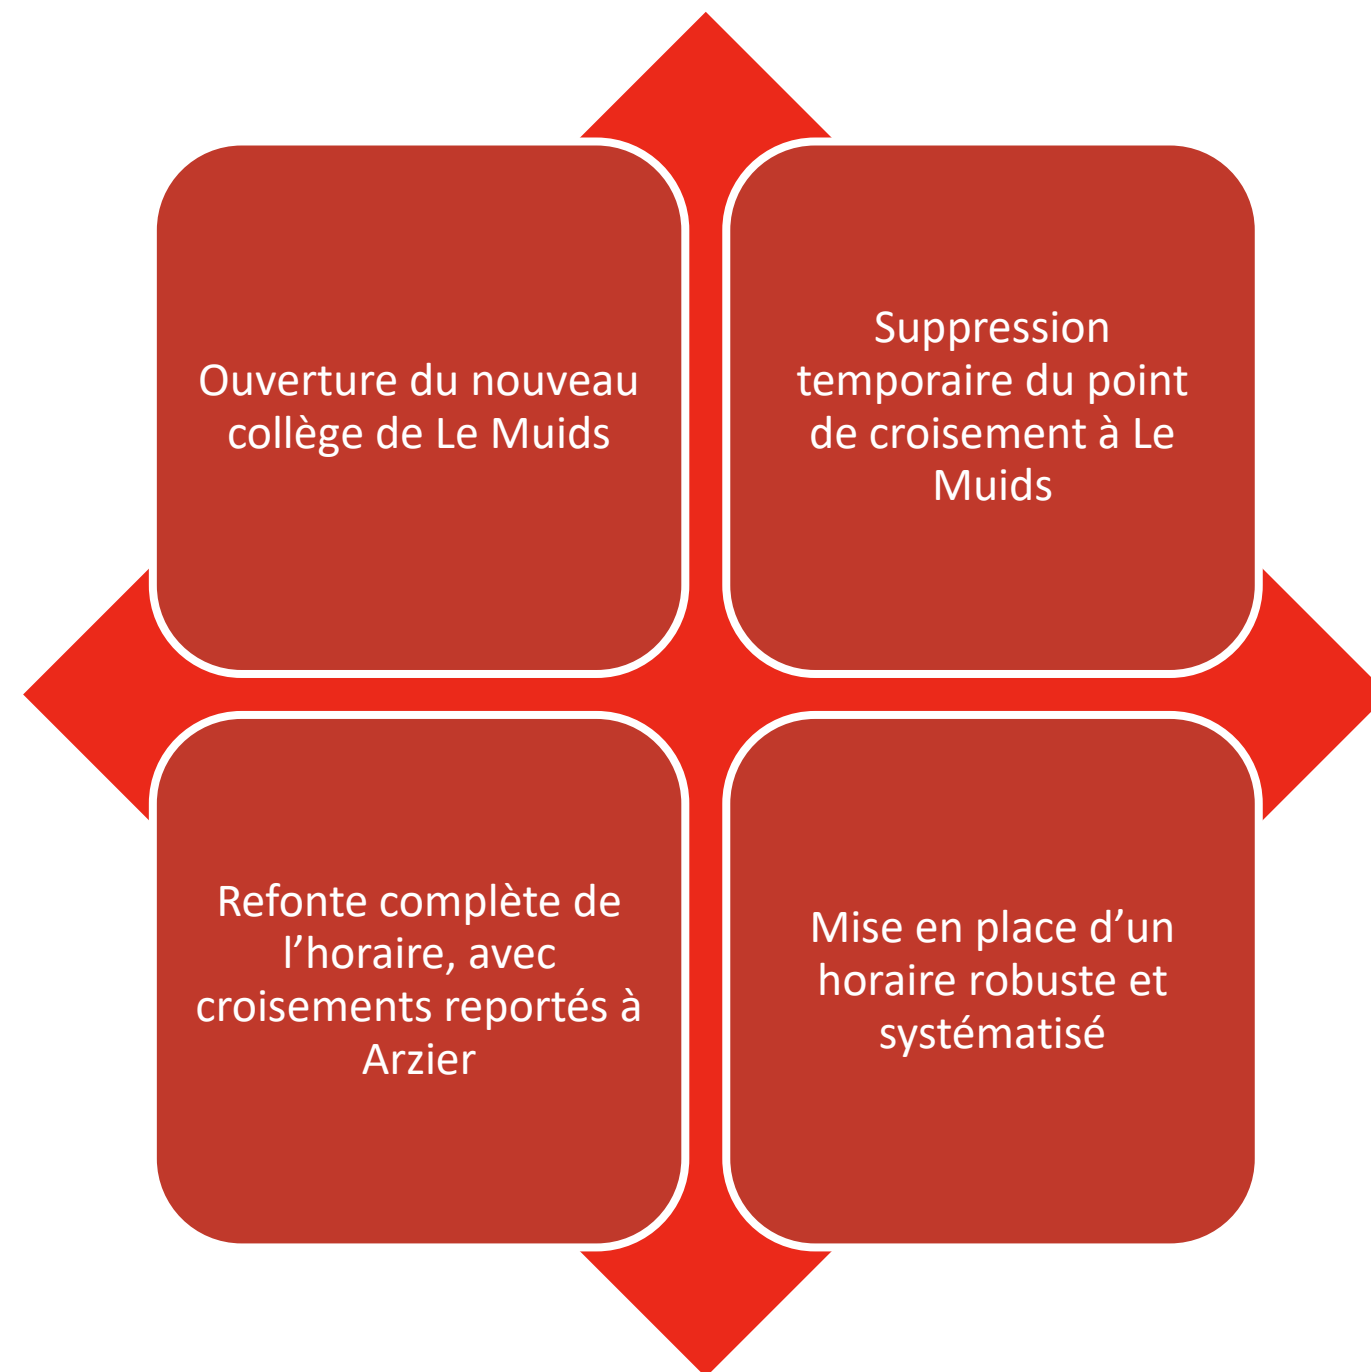 Ouverture du nouveau
collège de Le Muids
Suppression
temporaire du point
de croisement à Le
Muids
Refonte complète de
l’horaire, avec
croisements reportés à
Arzier
Mise en place d’un
horaire robuste et
systématisé